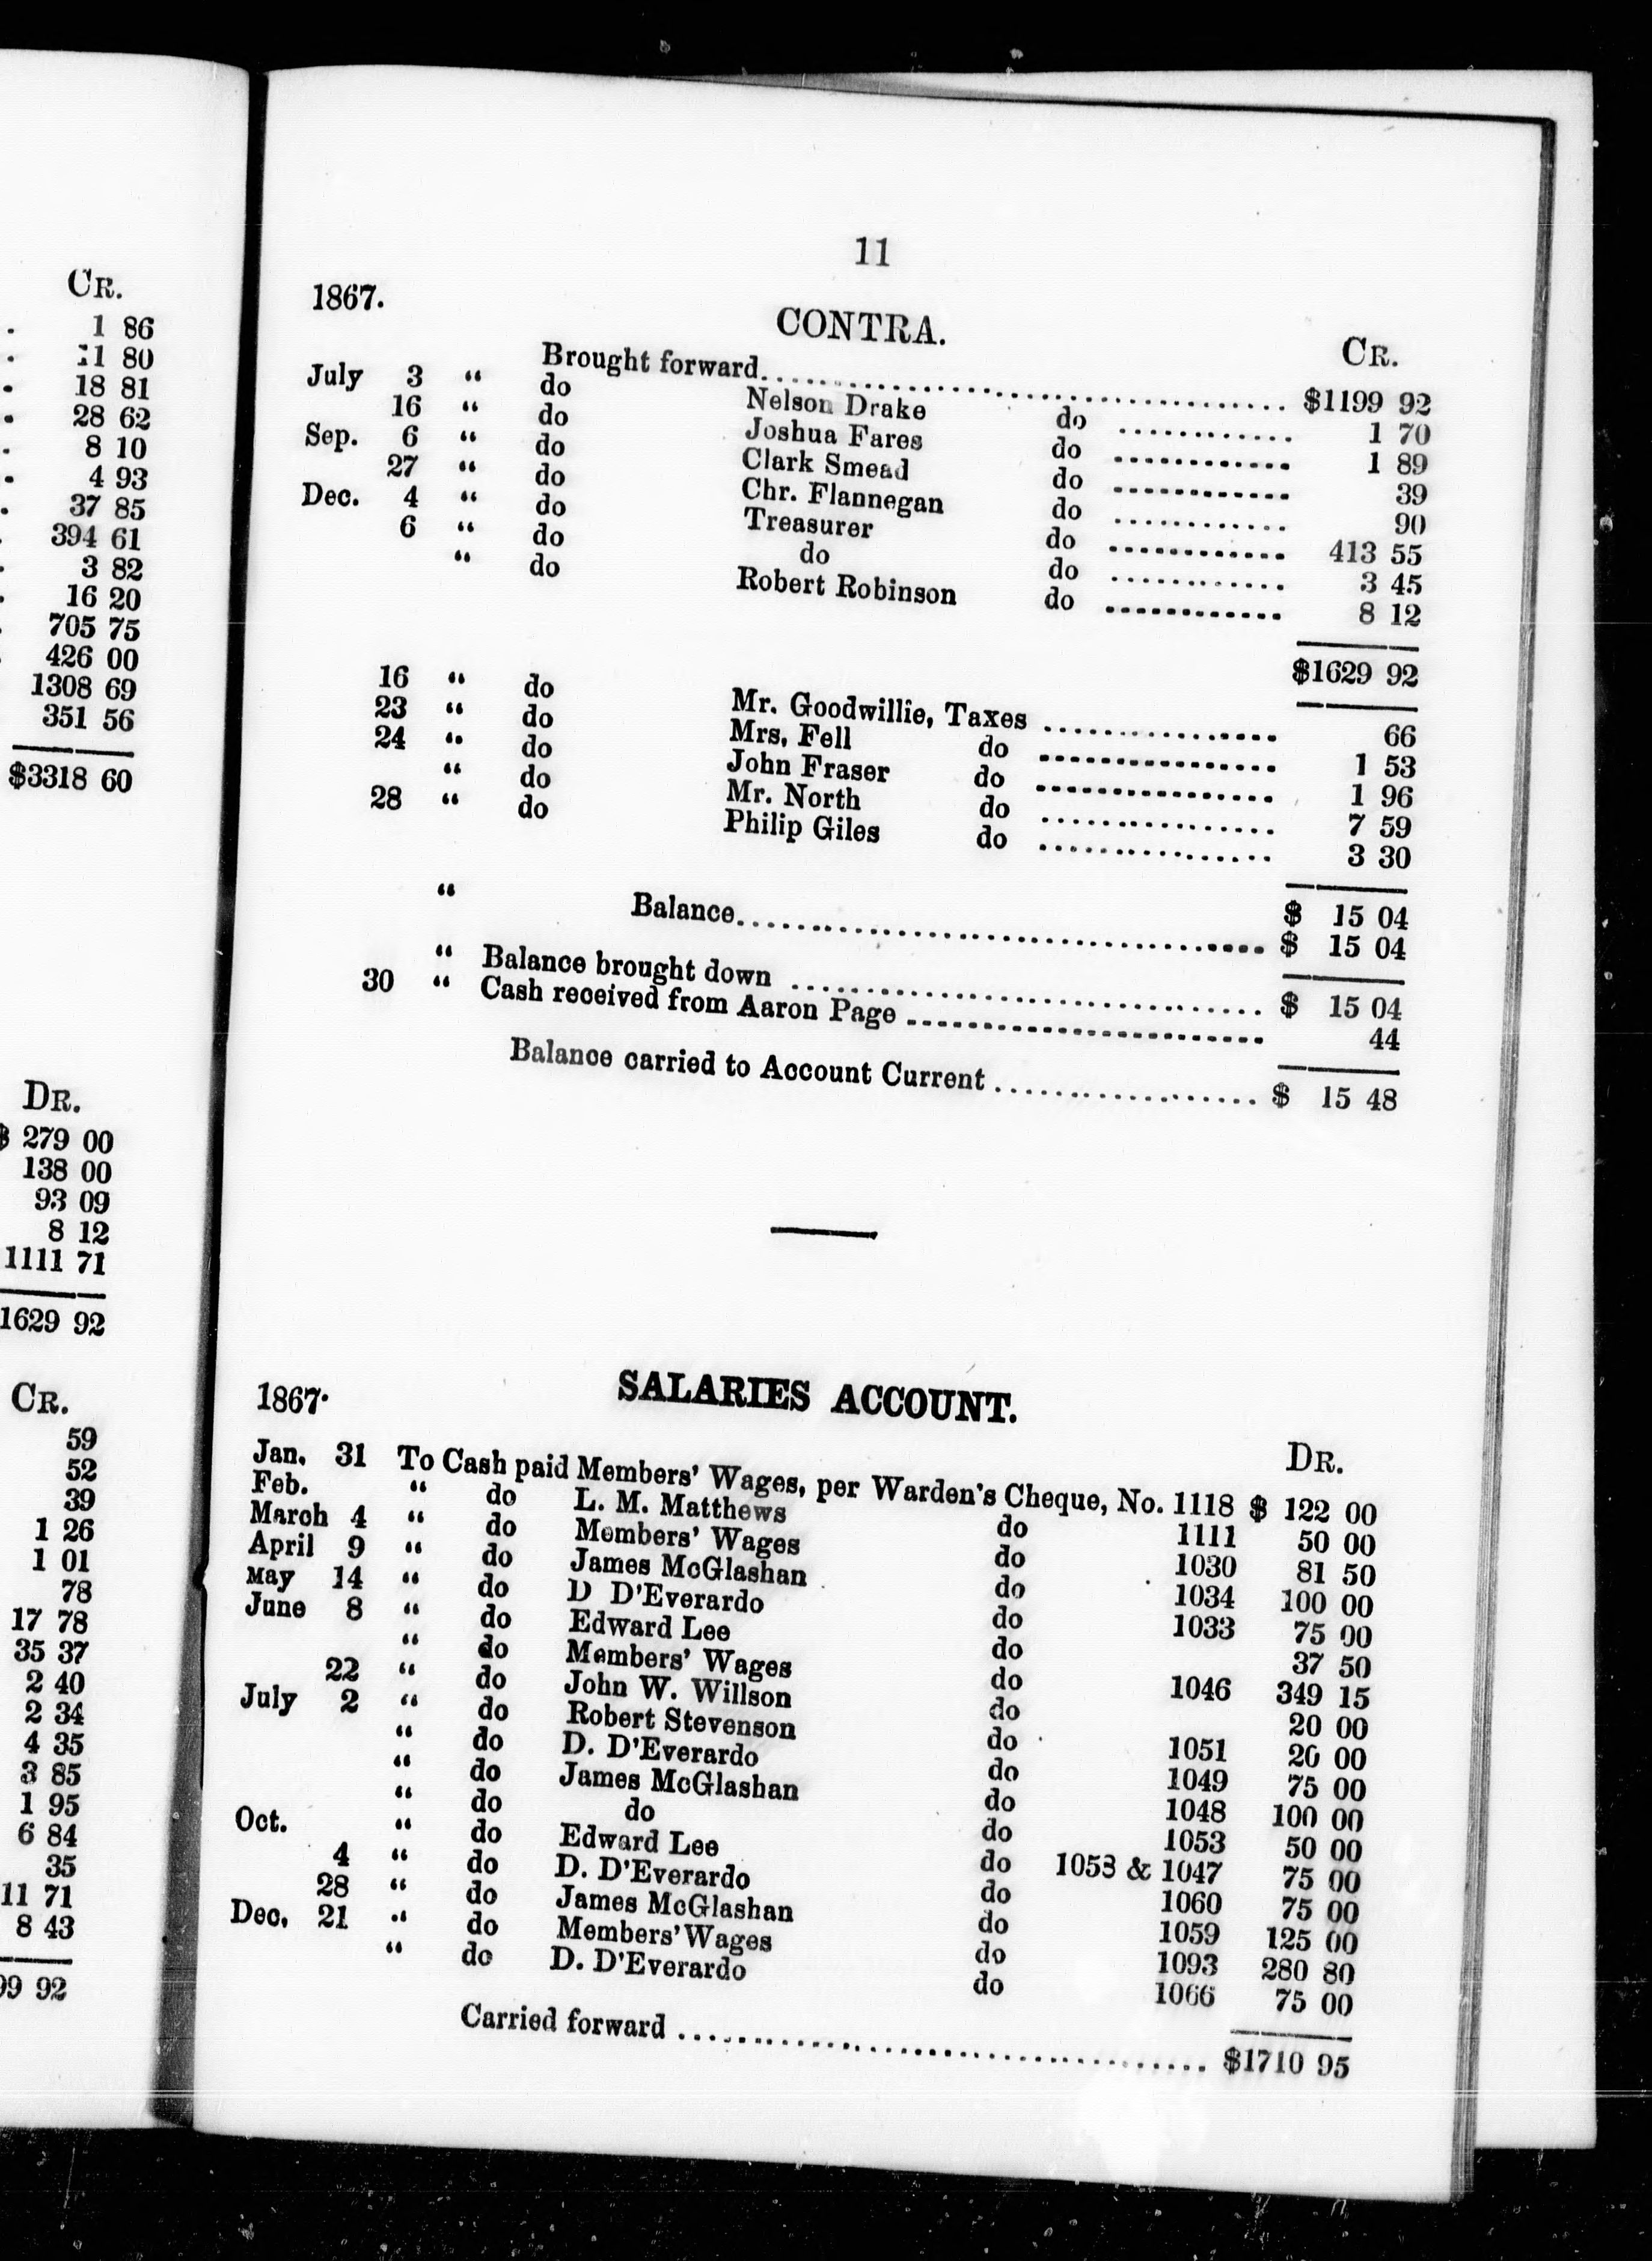 CR.
1 86
11 80
18 81
28 62
8 10
4 93
37 85
394 61
3 82
16 20
705 75
426 00
1308 69
351 56
$3318 60
DR.
$ 279 00
138 00
93 09
8 12
1111 71
1629 92
CR.
59
52
39
1 26
1 01
78
17 78
35 37
2 40
2 34
4 35
3 85
1 95
6 84
35
11 71
8 43
99 92
11
1867.
CONTRA.
CR.
Brought forward........................................ $1199 92
July 3 “ do Nelson Drake do ............ 1 70
16 “ do Joshua Fares do ............ 1 89
Sep. 6 “ do Clark Smead do ............ 39
27 “ do Chr. Flannegan do ............ 90
Dec. 4 “ do Treasurer do ............ 413 55
6 “ do do do ............ 3 45
“ do Robert Robinson do ............ 8 12
$1629 92
16 “ do Mr. Goodwillie, Taxes ................ 66
23 “ do Mrs, Fell do ................ 1 53
24 “ do John Fraser do ................ 1 96
“ do Mr. North do ................ 7 59
28 “ do Philip Giles do ................ 3 30
$ 15 04
“ Balance.................................... $ 15 04
“ Balance brought down ................................ $ 15 04
30 “ Cash received from Aaron Page ........................ 44
Balance carried to Account Current .................. $ 15 48
SALARIES ACCOUNT.
1867·
DR.
Jan. 31 To Cash paid Members' Wages, per Warden's Cheque, No. 1118 $ 122 00
Feb. “ do L. M. Matthews do 1111 50 00
March 4 “ do Members' Wages do 1030 81 50
April 9 “ do James McGlashan do 1034 100 00
May 14 “ do D D'Everardo do 1033 75 00
June 8 “ do Edward Lee do 37 50
“ do Members' Wages do 1046 349 15
22 “ do John W. Willson do 20 00
July 2 “ do Robert Stevenson do 1051 20 00
“ do D. D'Everardo do 1049 75 00
“ do James McGlashan do 1048 100 00
“ do do do 1053 50 00
Oct. “ do Edward Lee do 1053 & 1047 75 00
4 “ do D. D'Everardo do 1060 75 00
28 “ do James McGlashan do 1059 125 00
Dec. 21 “ do Members' Wages do 1093 280 80
“ do D. D'Everardo do 1066 75 00
Carried forward .................................... $1710 95